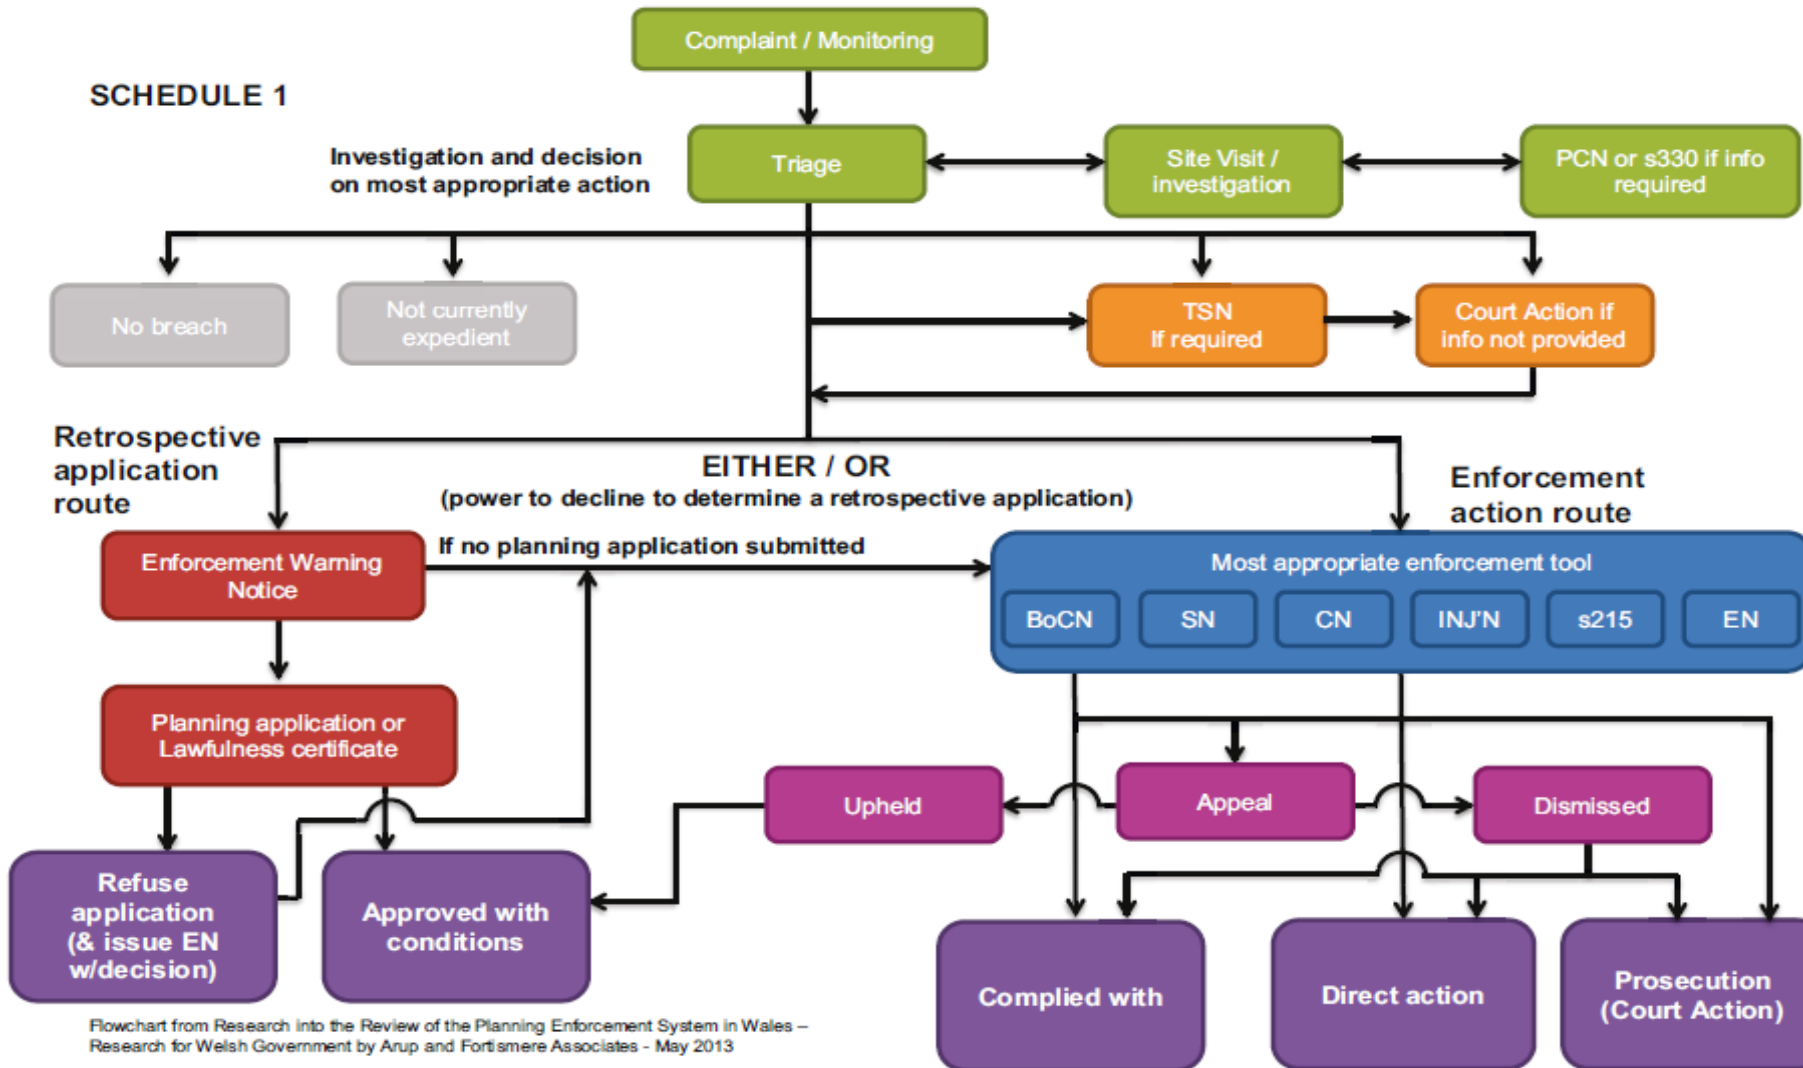 Complaint / Monitoring
SCHEDULE 1
Investigation and decision
on most appropriate action
Triage
Site Visit /
investigation
PCN or s330 if info
required
No breach
Not currently
expedient
TSN
If required
Court Action if
info not provided
Retrospective
application
route
EITHER / OR
(power to decline to determine a retrospective application)
Enforcement
action route
Enforcement Warning
Notice
If no planning application submitted
Most appropriate enforcement tool
BoCN
SN
CN
INJ'N
s215
EN
Planning application or
Lawfulness certificate
Upheld
Appeal
Dismissed
Refuse
application
(& issue EN
w/decision)
Approved with
conditions
Complied with
Direct action
Prosecution
(Court Action)
Flowchart from Research into the Review of the Planning Enforcement System in Wales –
Research for Welsh Government by Arup and Fortismere Associates - May 2013